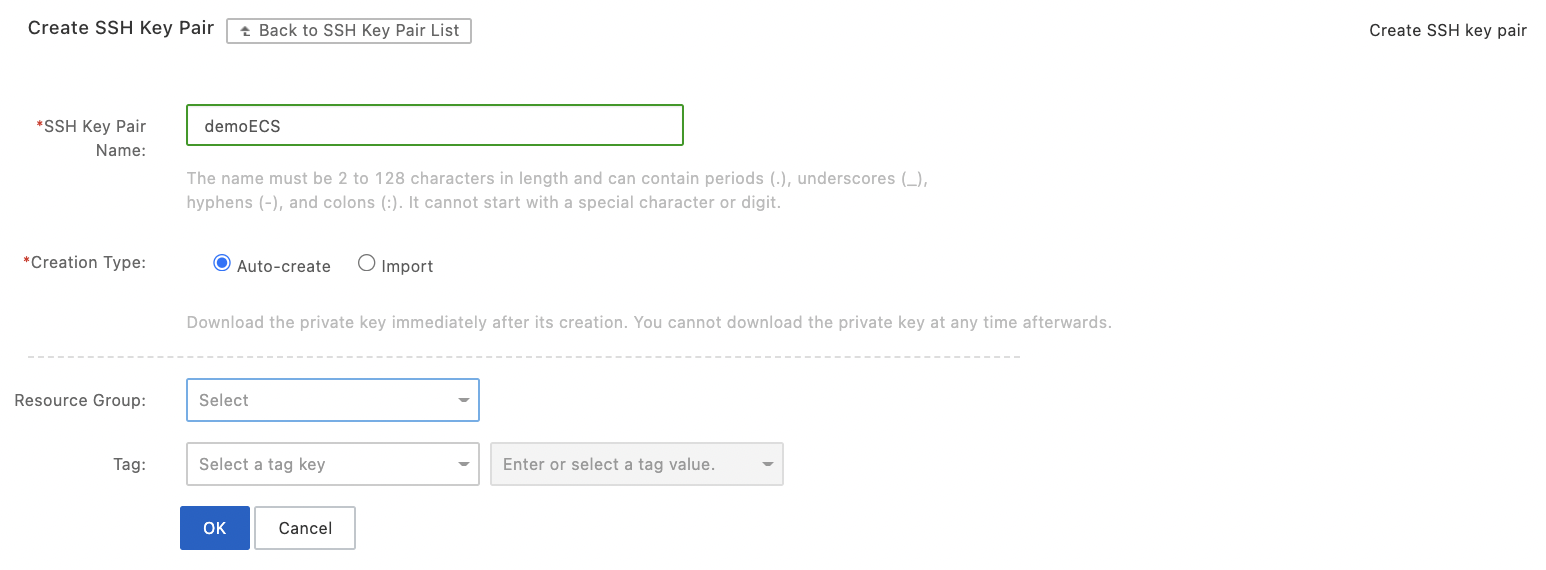 Create SSH Key Pair
Back to SSH Key Pair List
Create SSH key pair
*SSH Key Pair
Name:
demoECS
The name must be 2 to 128 characters in length and can contain periods (.), underscores (_),
hyphens (-), and colons (:). It cannot start with a special character or digit.
*Creation Type:
Auto-create
Import
Download the private key immediately after its creation. You cannot download the private key at any time afterwards.
Resource Group:
Select
Tag:
Select a tag key
Enter or select a tag value.
OK
Cancel